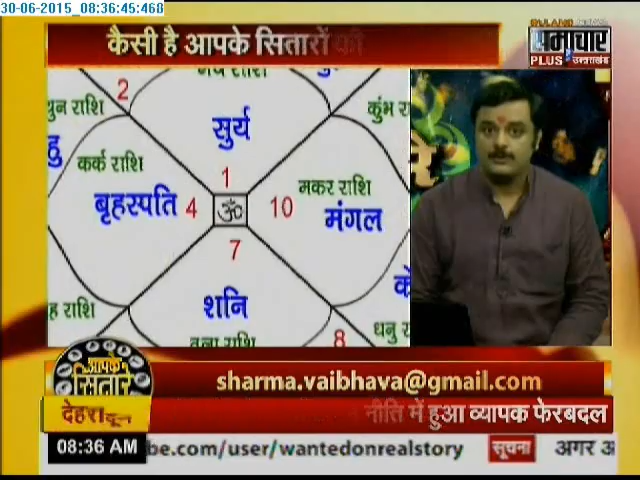 30-06-2015_08:36:45:468
कैसी है आपके सितारों की
समाचार
PLUS उत्तराखंड
2
कुंभ
सुर्य
कर्क राशि
1
मकर राशि
बृहस्पति 4 ॐ 10 मंगल
7
शनि
राशि
8
धनु
आपके
सितारे
sharma.vaibhava@gmail.com
देहरादून
नीति में हुआ व्यापक फेरबदल
08:36 AM be.com/user/wantedonrealstory सूचना अगर